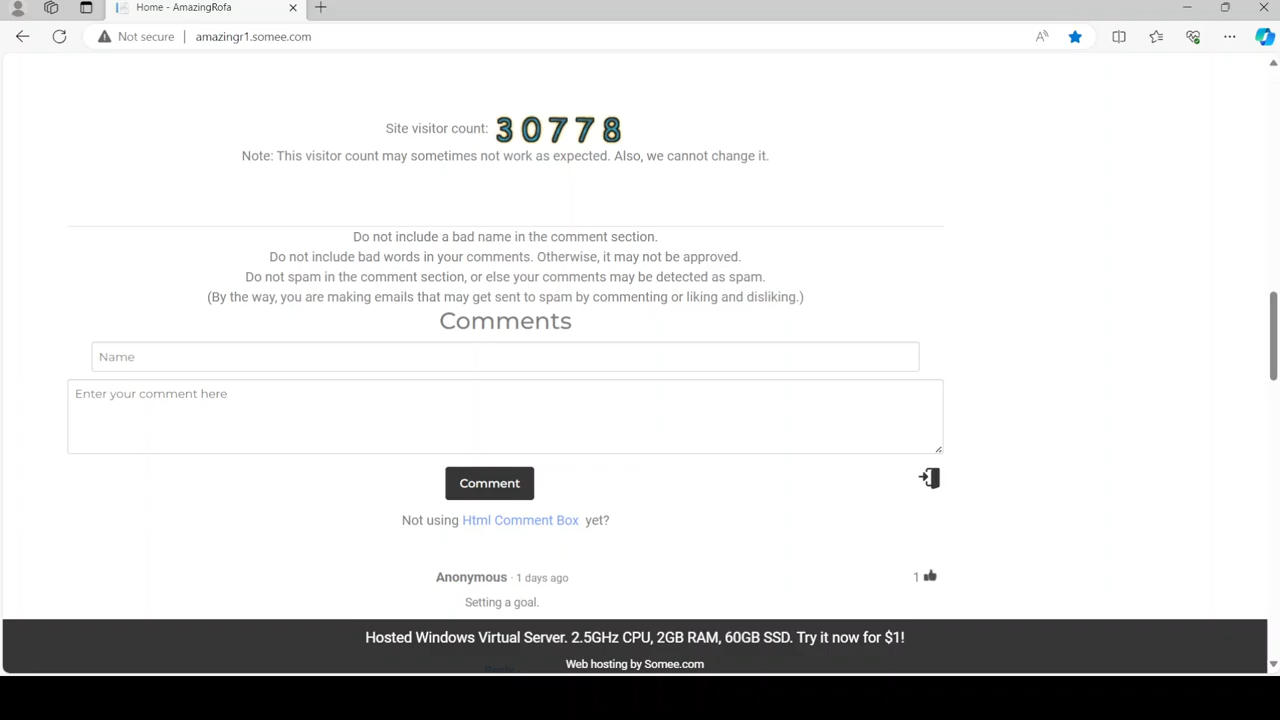 Home - AmazingRofa
Not secure
amazingr1.somee.com
Site visitor count: 30778
Note: This visitor count may sometimes not work as expected. Also, we cannot change it.
Do not include a bad name in the comment section.
Do not include bad words in your comments. Otherwise, it may not be approved.
Do not spam in the comment section, or else your comments may be detected as spam.
(By the way, you are making emails that may get sent to spam by commenting or liking and disliking.)
Comments
Name
Enter your comment here
Comment
Not using Html Comment Box yet?
Anonymous · 1 days ago 1
Setting a goal.
Hosted Windows Virtual Server. 2.5GHz CPU, 2GB RAM, 60GB SSD. Try it now for $1!
Web hosting by Somee.com